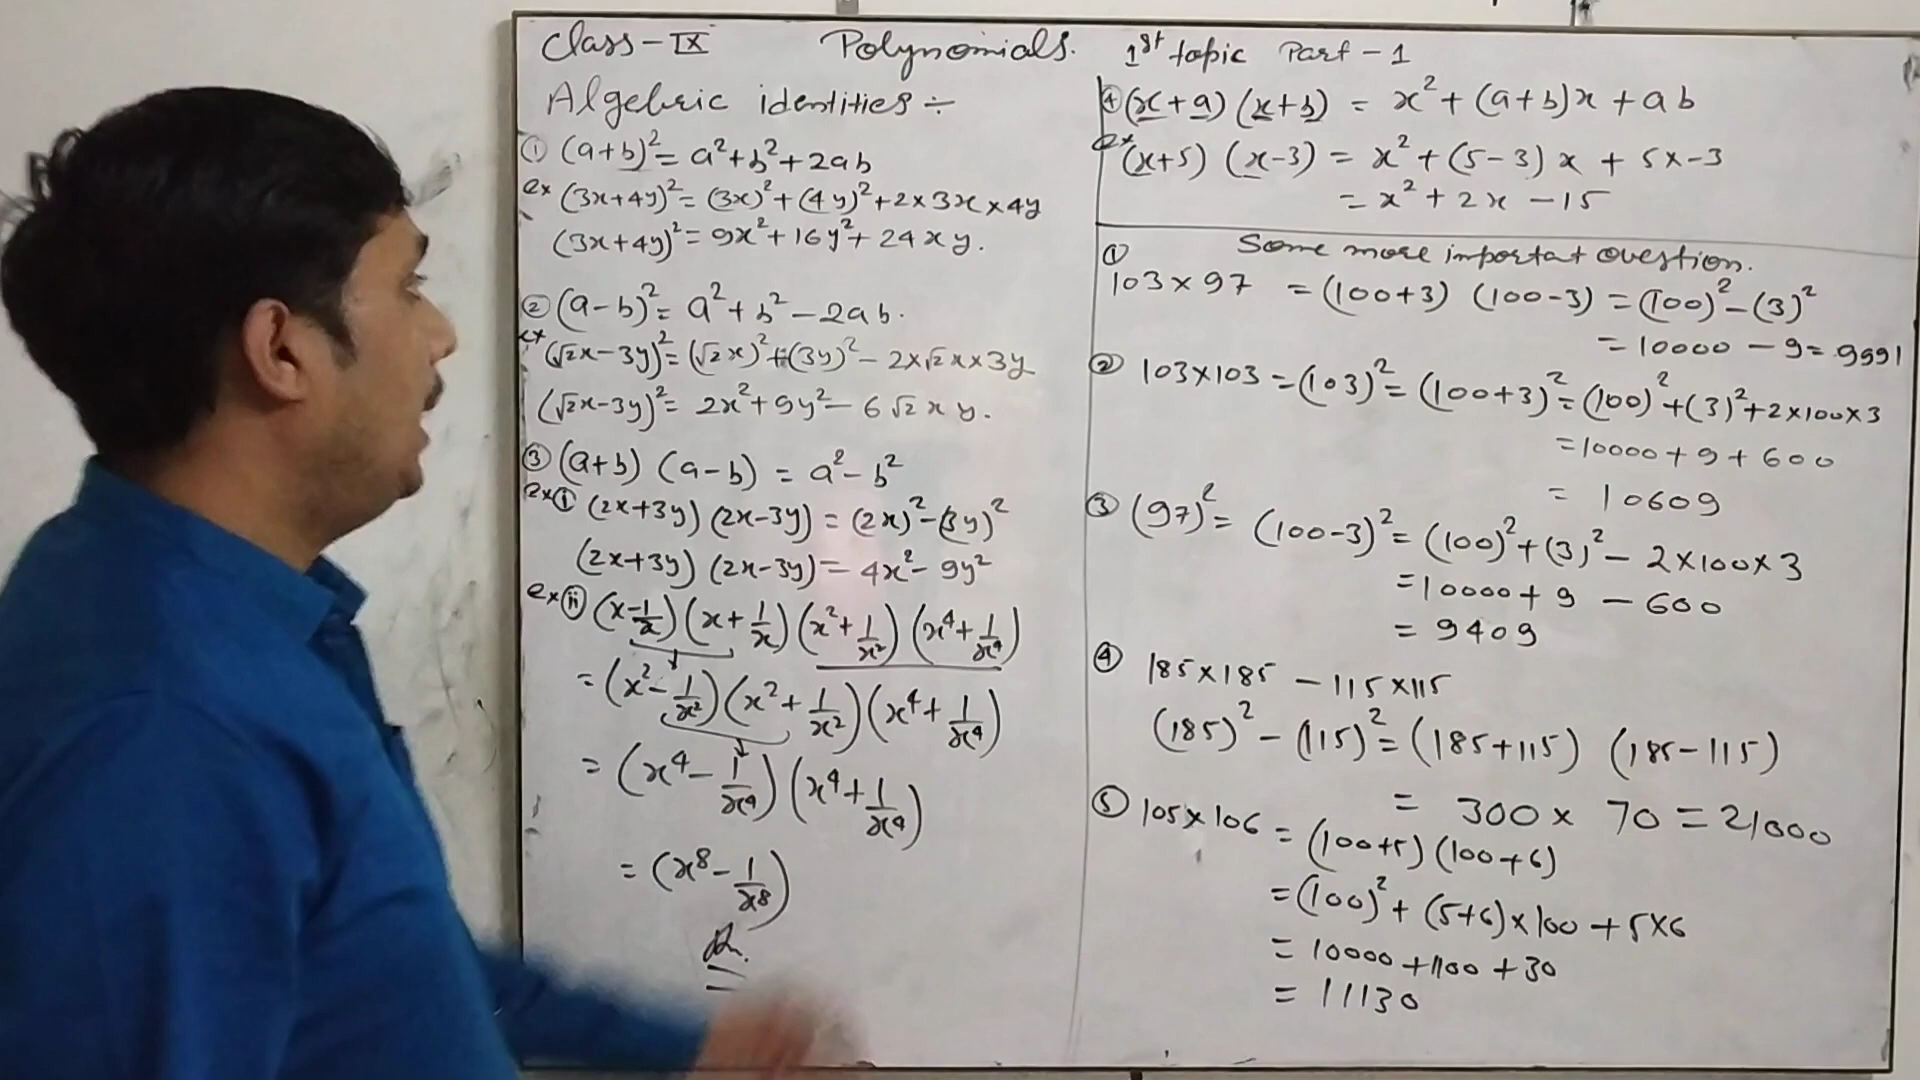 Class-IX Polynomials. 1st topic Part-1
Algebric identities ÷
① (a+b)² = a²+b²+2ab
ex (3x+4y)² = (3x)²+(4y)²+2×3x×4y
(3x+4y)² = 9x²+16y²+24xy.
② (a-b)² = a²+b²-2ab.
ex (√2x-3y)² = (√2x)²+(3y)²-2×√2x×3y
(√2x-3y)² = 2x²+9y²-6√2xy.
③ (a+b) (a-b) = a²-b²
ex ⓘ (2x+3y) (2x-3y) = (2x)²-(3y)²
(2x+3y) (2x-3y) = 4x²-9y²
ex ⅱ (x-1/x)(x+1/x)(x²+1/x²)(x⁴+1/x⁴)
= (x²-1/x²)(x²+1/x²)(x⁴+1/x⁴)
= (x⁴-1/x⁴)(x⁴+1/x⁴)
= (x⁸-1/x⁸)
An.
④ (x+a) (x+b) = x²+(a+b)x+ab
ex (x+5) (x-3) = x²+(5-3)x+5×-3
= x²+2x-15
Some more importat Question.
① 103×97 = (100+3) (100-3) = (100)²-(3)²
= 10000-9 = 9991
② 103×103 = (103)² = (100+3)² = (100)²+(3)²+2×100×3
= 10000+9+600
= 10609
③ (97)² = (100-3)² = (100)²+(3)²-2×100×3
= 10000+9-600
= 9409
④ 185×185-115×115
(185)²-(115)² = (185+115) (185-115)
= 300×70 = 21000
⑤ 105×106 = (100+5) (100+6)
= (100)²+(5+6)×100+5×6
= 10000+1100+30
= 11130